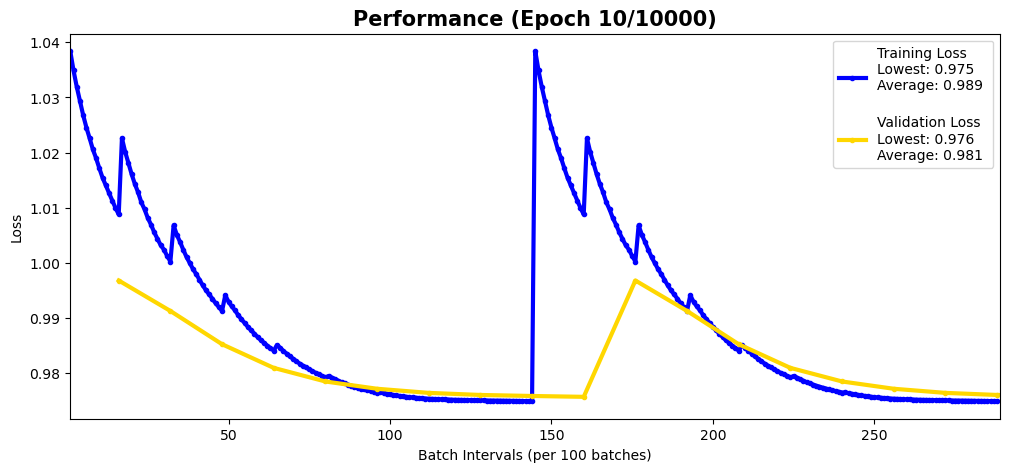 Performance (Epoch 10/10000)
1.04
1.03
1.02
1.01
1.00
0.99
0.98
Loss
Training Loss
Lowest: 0.975
Average: 0.989
Validation Loss
Lowest: 0.976
Average: 0.981
50
100
150
200
250
Batch Intervals (per 100 batches)